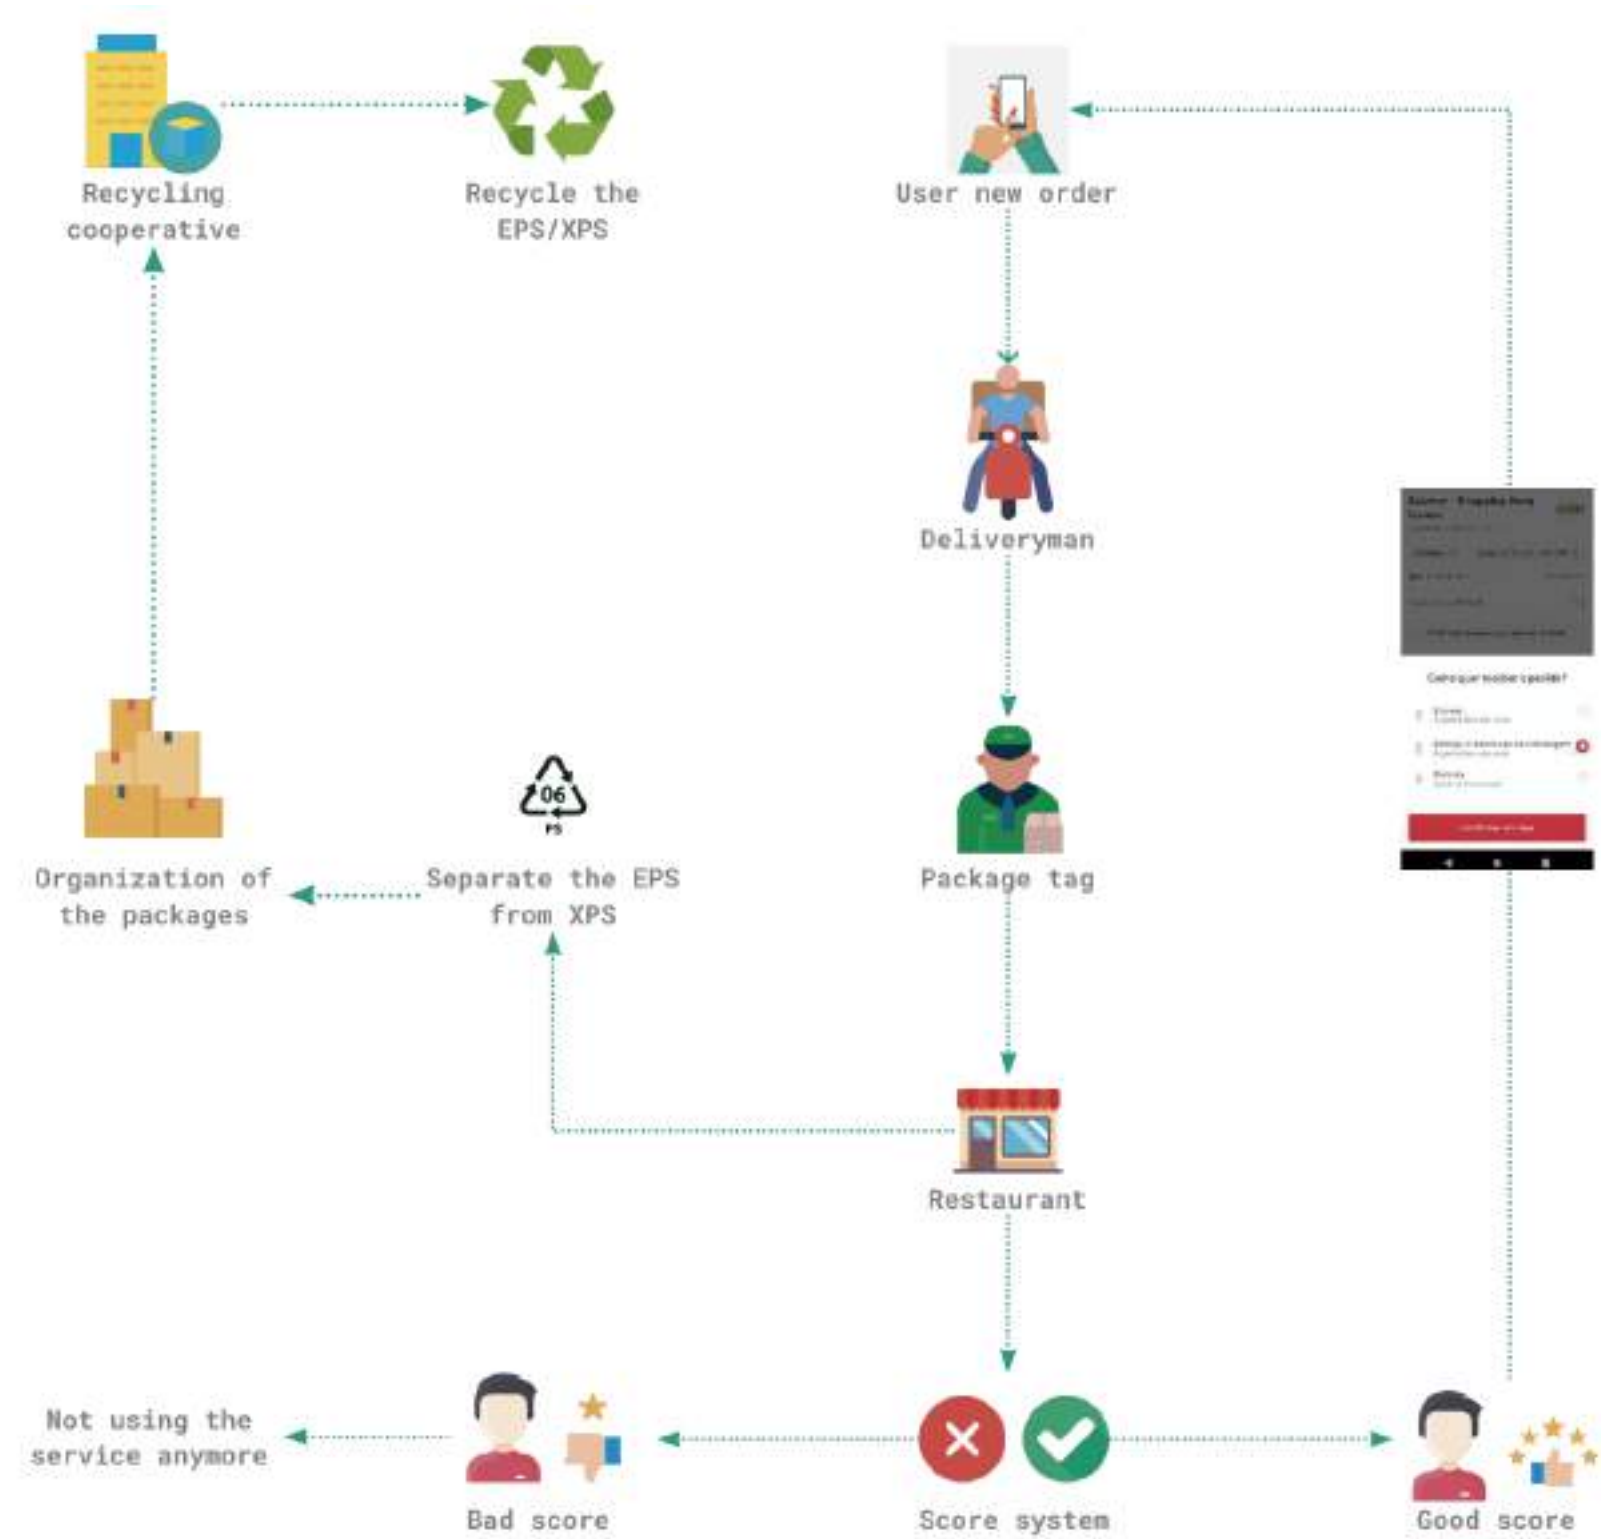 Recycling
cooperative
Recycle the
EPS/XPS
User new order
Deliveryman
06
PS
Organization of
the packages
Separate the EPS
from XPS
Package tag
Restaurant
Not using the
service anymore
Bad score
Score system
Good score